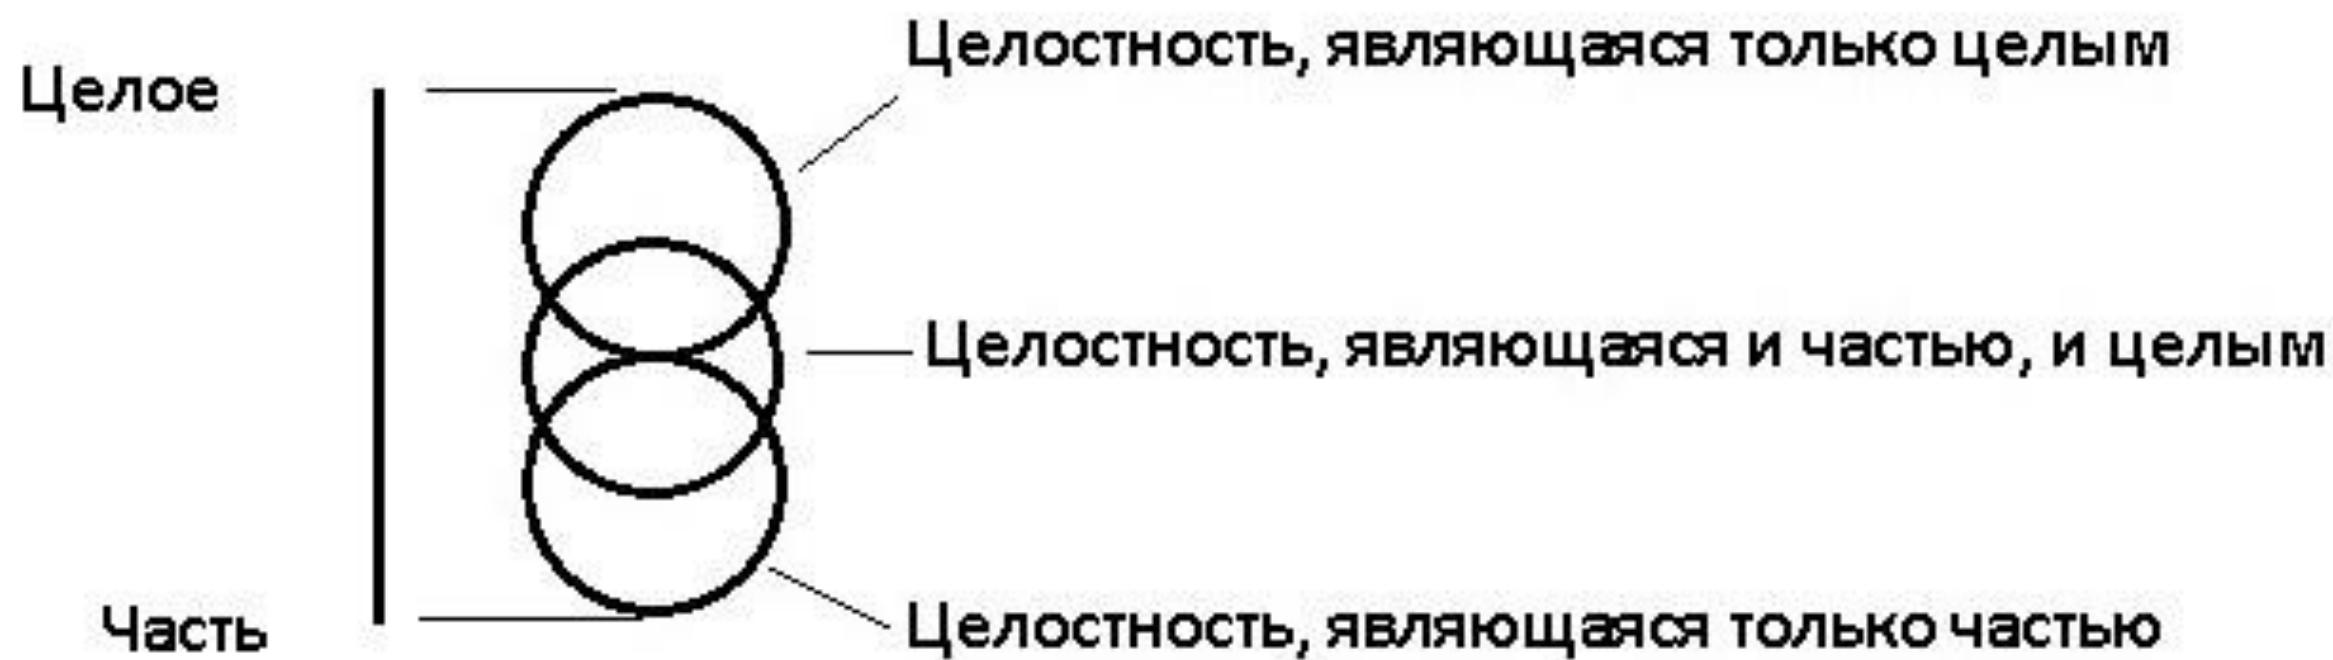 Целостность, являющаяся только целым
Целое
Целостность, являющаяся и частью, и целым
Часть
Целостность, являющаяся только частью